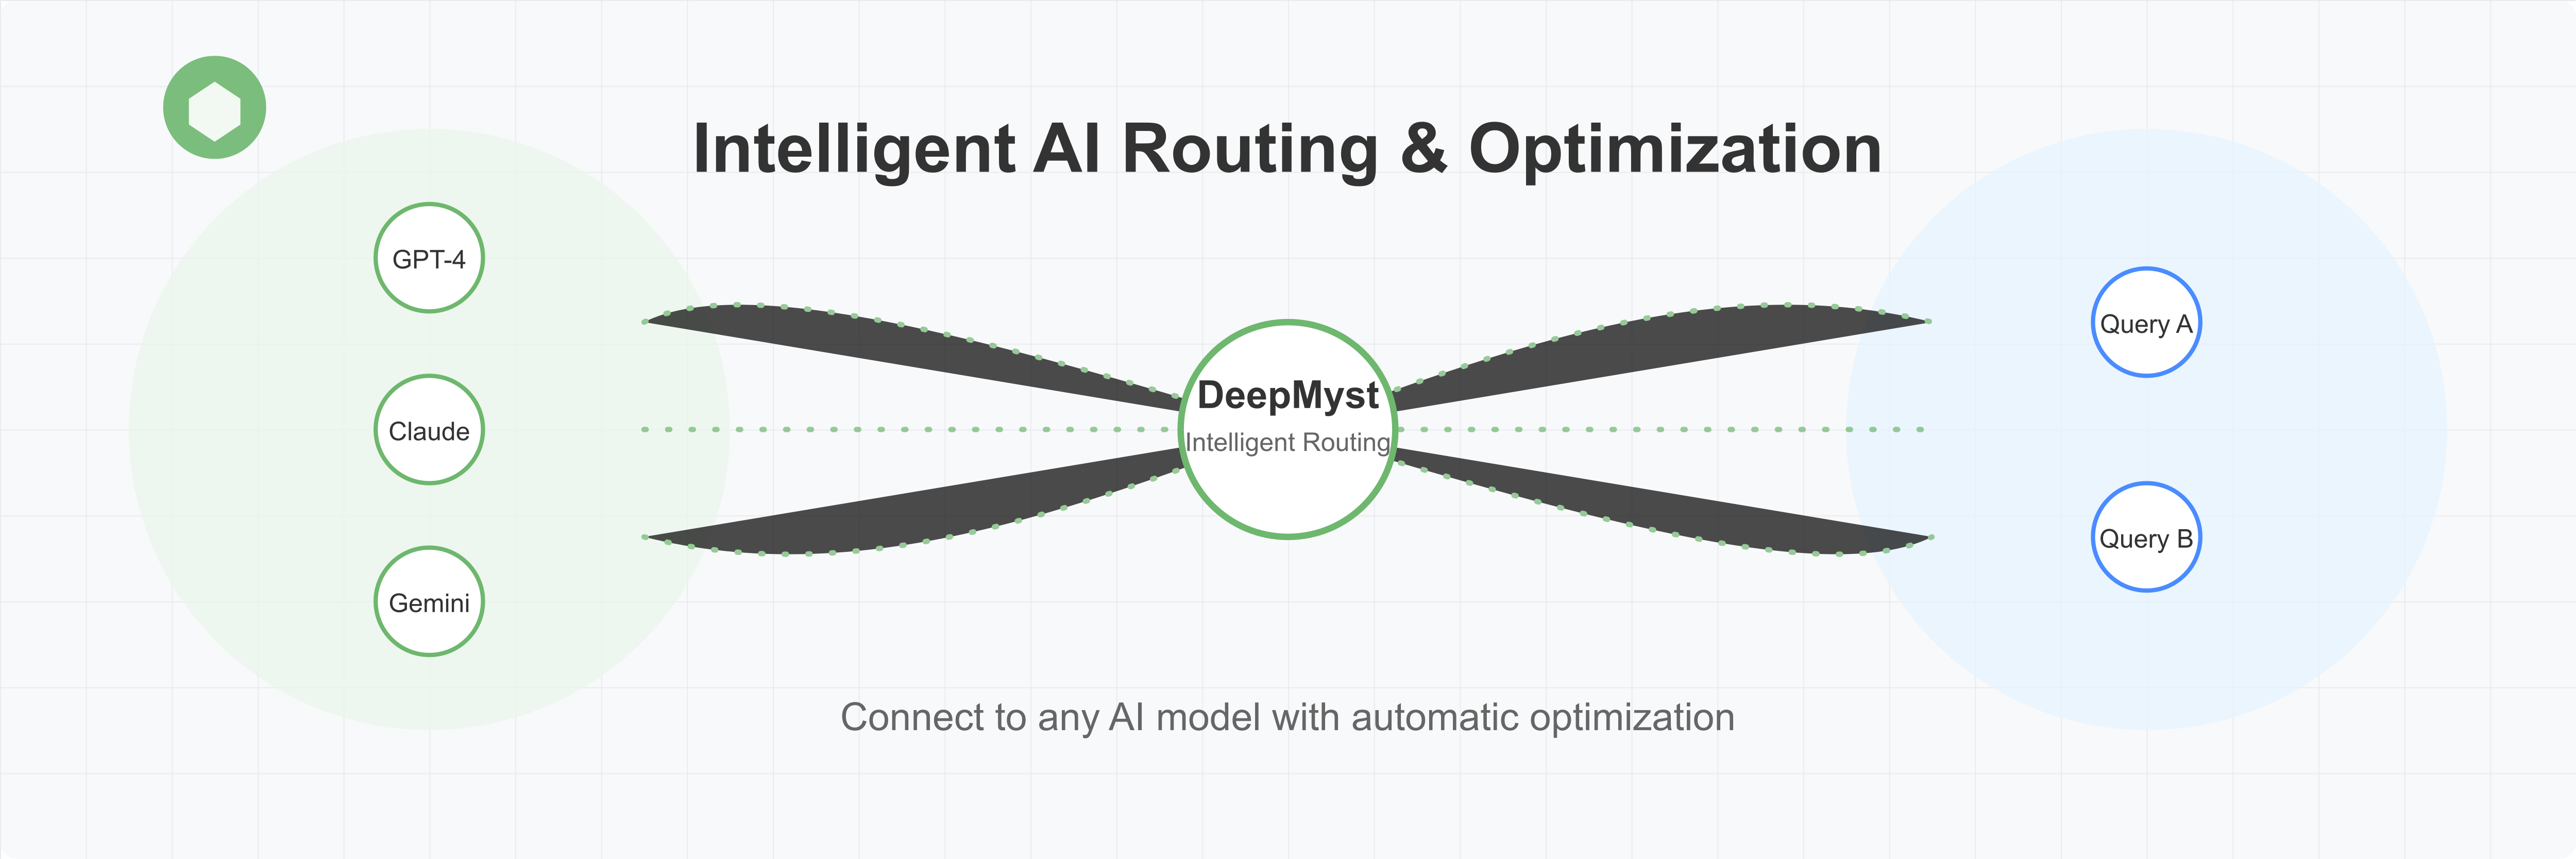 Intelligent AI Routing & Optimization
GPT-4
Claude
Gemini
DeepMyst
Intelligent Routing
Query A
Query B
Connect to any AI model with automatic optimization